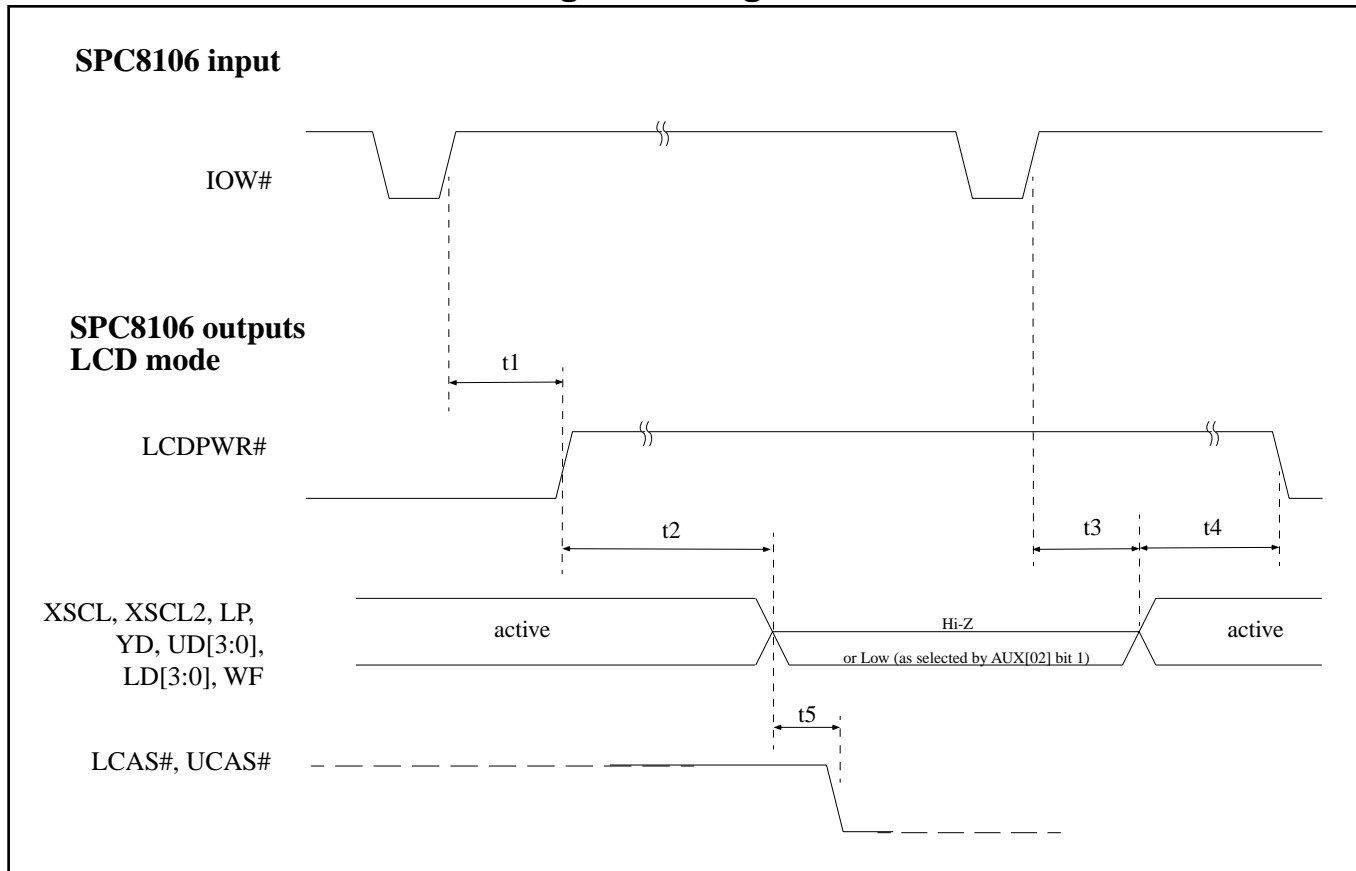 SPC8106 input
IOW#
SPC8106 outputs
LCD mode
t1
LCDPWR#
t2
t3
t4
XSCL, XSCL2, LP,
YD, UD[3:0],
LD[3:0], WF
active
Hi-Z
or Low (as selected by AUX[02] bit 1)
active
t5
LCAS#, UCAS#